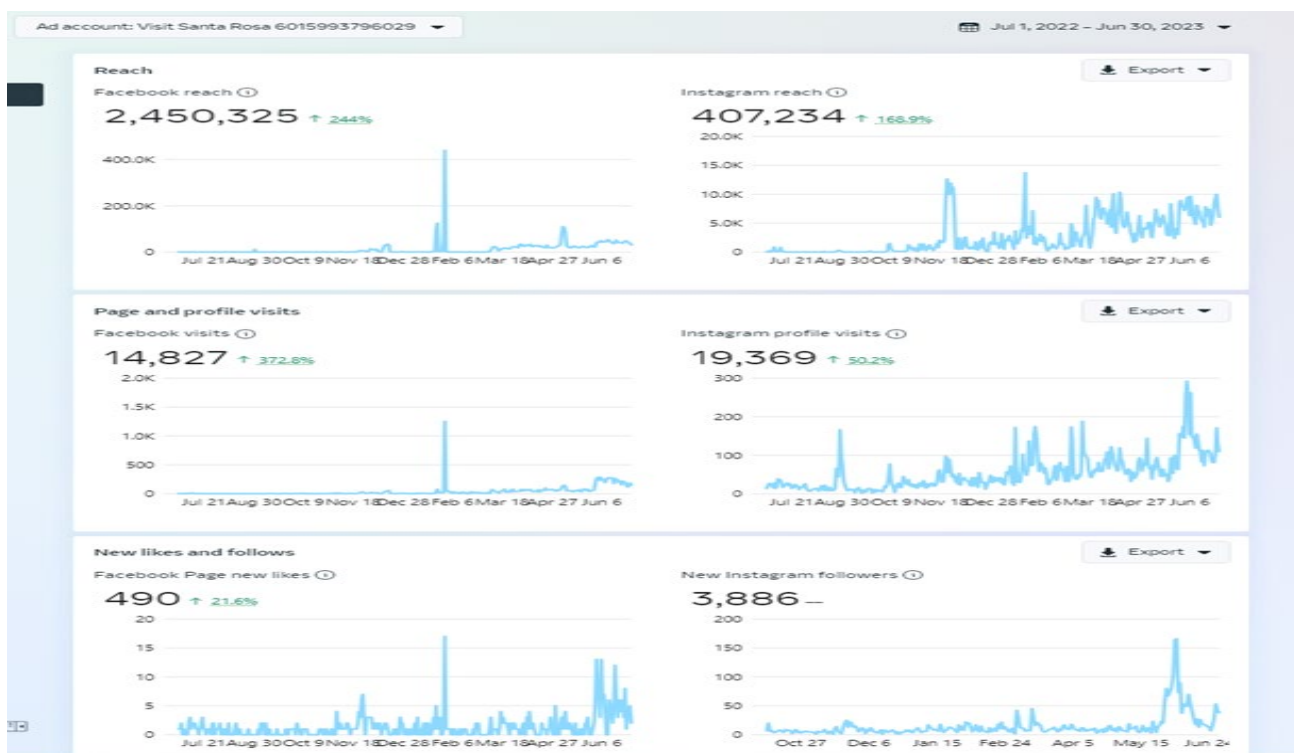 Ad account: Visit Santa Rosa 6015993796029
Jul 1, 2022 – Jun 30, 2023
Reach
Export
Facebook reach
2,450,325 ↑ 244%
400.0K
200.0K
0
Jul 21 Aug 30 Oct 9 Nov 18 Dec 28 Feb 6 Mar 18 Apr 27 Jun 6
Instagram reach
407,234 ↑ 168.9%
20.0K
15.0K
10.0K
5.0K
0
Jul 21 Aug 30 Oct 9 Nov 18 Dec 28 Feb 6 Mar 18 Apr 27 Jun 6
Page and profile visits
Export
Facebook visits
14,827 ↑ 372.8%
2.0K
1.5K
1.0K
500
0
Jul 21 Aug 30 Oct 9 Nov 18 Dec 28 Feb 6 Mar 18 Apr 27 Jun 6
Instagram profile visits
19,369 ↑ 50.2%
300
200
100
0
Jul 21 Aug 30 Oct 9 Nov 18 Dec 28 Feb 6 Mar 18 Apr 27 Jun 6
New likes and follows
Export
Facebook Page new likes
490 ↑ 21.6%
20
15
10
5
0
Jul 21 Aug 30 Oct 9 Nov 18 Dec 28 Feb 6 Mar 18 Apr 27 Jun 6
New Instagram followers
3,886 --
200
150
100
50
0
Oct 27 Dec 6 Jan 15 Feb 24 Apr 5 May 15 Jun 24